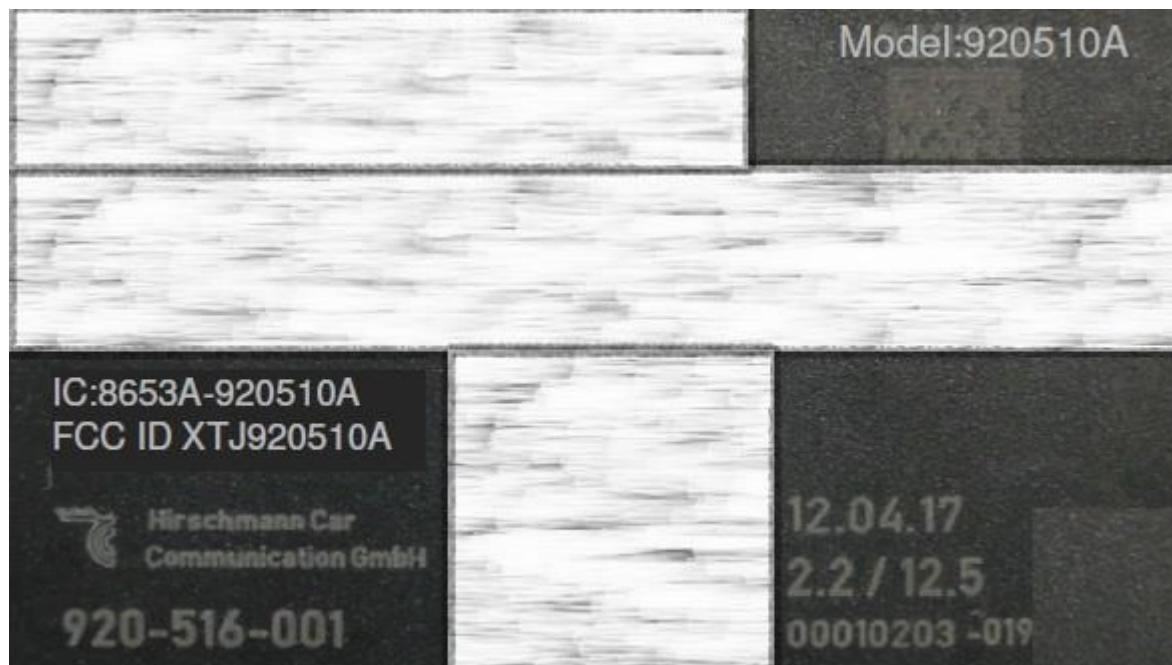 Model:920510A
IC:8653A-920510A
FCC ID XTJ920510A
Hirschmann Car
Communication GmbH
920-516-001
12.04.17
2.2 / 12.5
00010203 -019